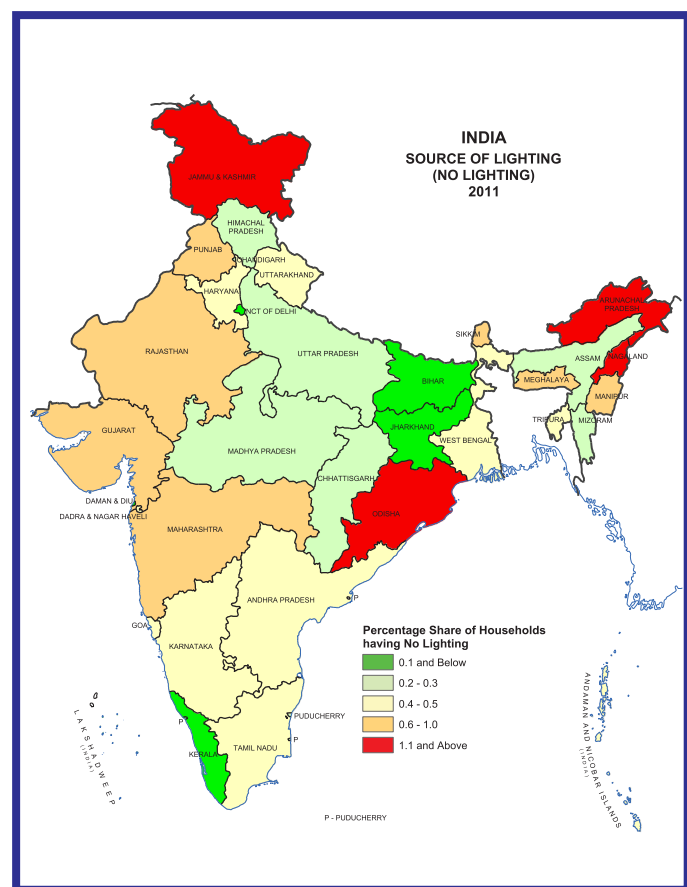 INDIA
SOURCE OF LIGHTING
(NO LIGHTING)
2011
JAMMU & KASHMIR
HIMACHAL
PRADESH
PUNJAB
CHANDIGARH
UTTARAKHAND
HARYANA
NCT OF DELHI
ARUNACHAL
PRADESH
SIKKIM
RAJASTHAN
UTTAR PRADESH
ASSAM
NAGALAND
BIHAR
MEGHALAYA
MANIPUR
GUJARAT
JHARKHAND
TRIPURA
MIZORAM
WEST BENGAL
MADHYA PRADESH
CHHATTISGARH
DAMAN & DIU
DADRA & NAGAR HAVELI
ODISHA
MAHARASHTRA
ANDHRA PRADESH
P
GOA
KARNATAKA
Percentage Share of Households
having No Lighting
0.1 and Below
0.2 - 0.3
0.4 - 0.5
0.6 - 1.0
1.1 and Above
LAKSHADWEEP
(INDIA)
P
PUDUCHERRY
P
KERALA
TAMIL NADU
ANDAMAN AND NICOBAR ISLANDS
(INDIA)
P - PUDUCHERRY